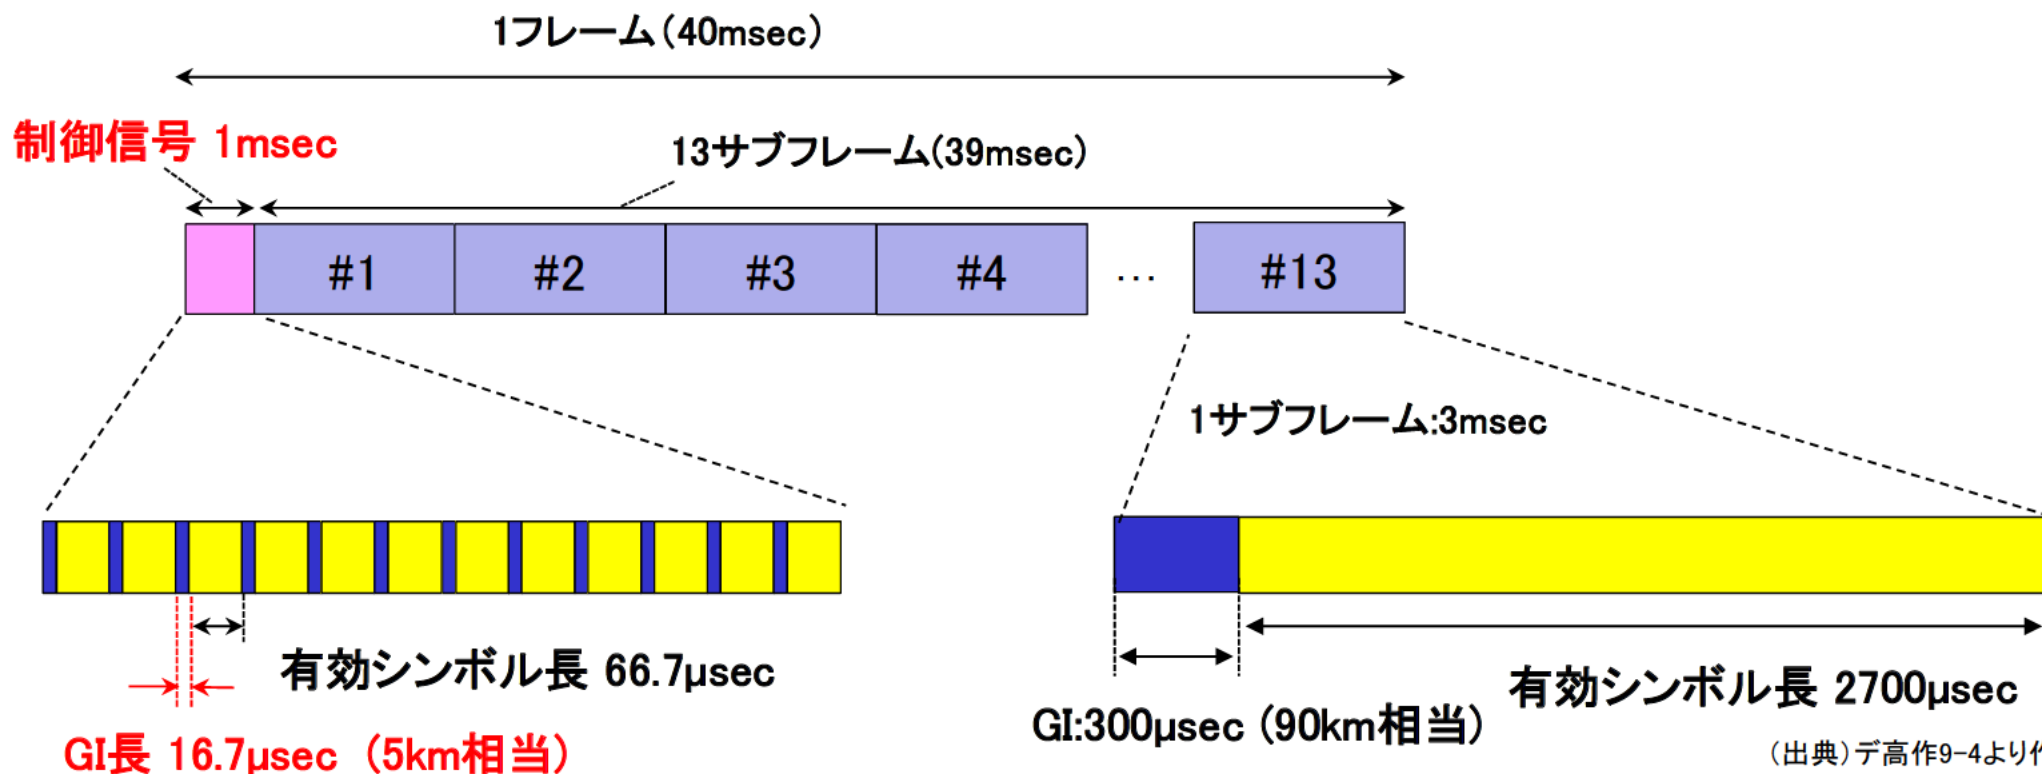 1フレーム(40msec)
制御信号 1msec
13サブフレーム(39msec)
#1
#2
#3
#4
…
#13
1サブフレーム:3msec
有効シンボル長 66.7μsec
GI長 16.7μsec (5km相当)
有効シンボル長 2700μsec
GI:300μsec (90km相当)
(出典)デ高作9-4より